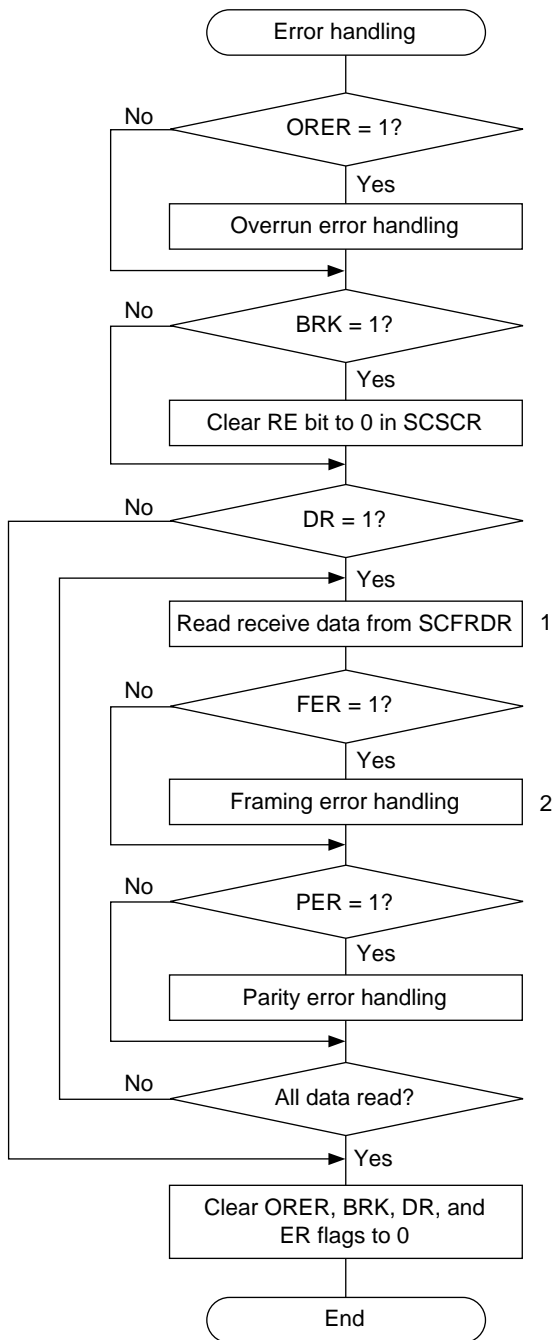 Error handling
No
ORER = 1?
Yes
Overrun error handling
No
BRK = 1?
Yes
Clear RE bit to 0 in SCSCR
No
DR = 1?
Yes
Read receive data from SCFRDR 1
No
FER = 1?
Yes
Framing error handling 2
No
PER = 1?
Yes
Parity error handling
No
All data read?
Yes
Clear ORER, BRK, DR, and
ER flags to 0
End